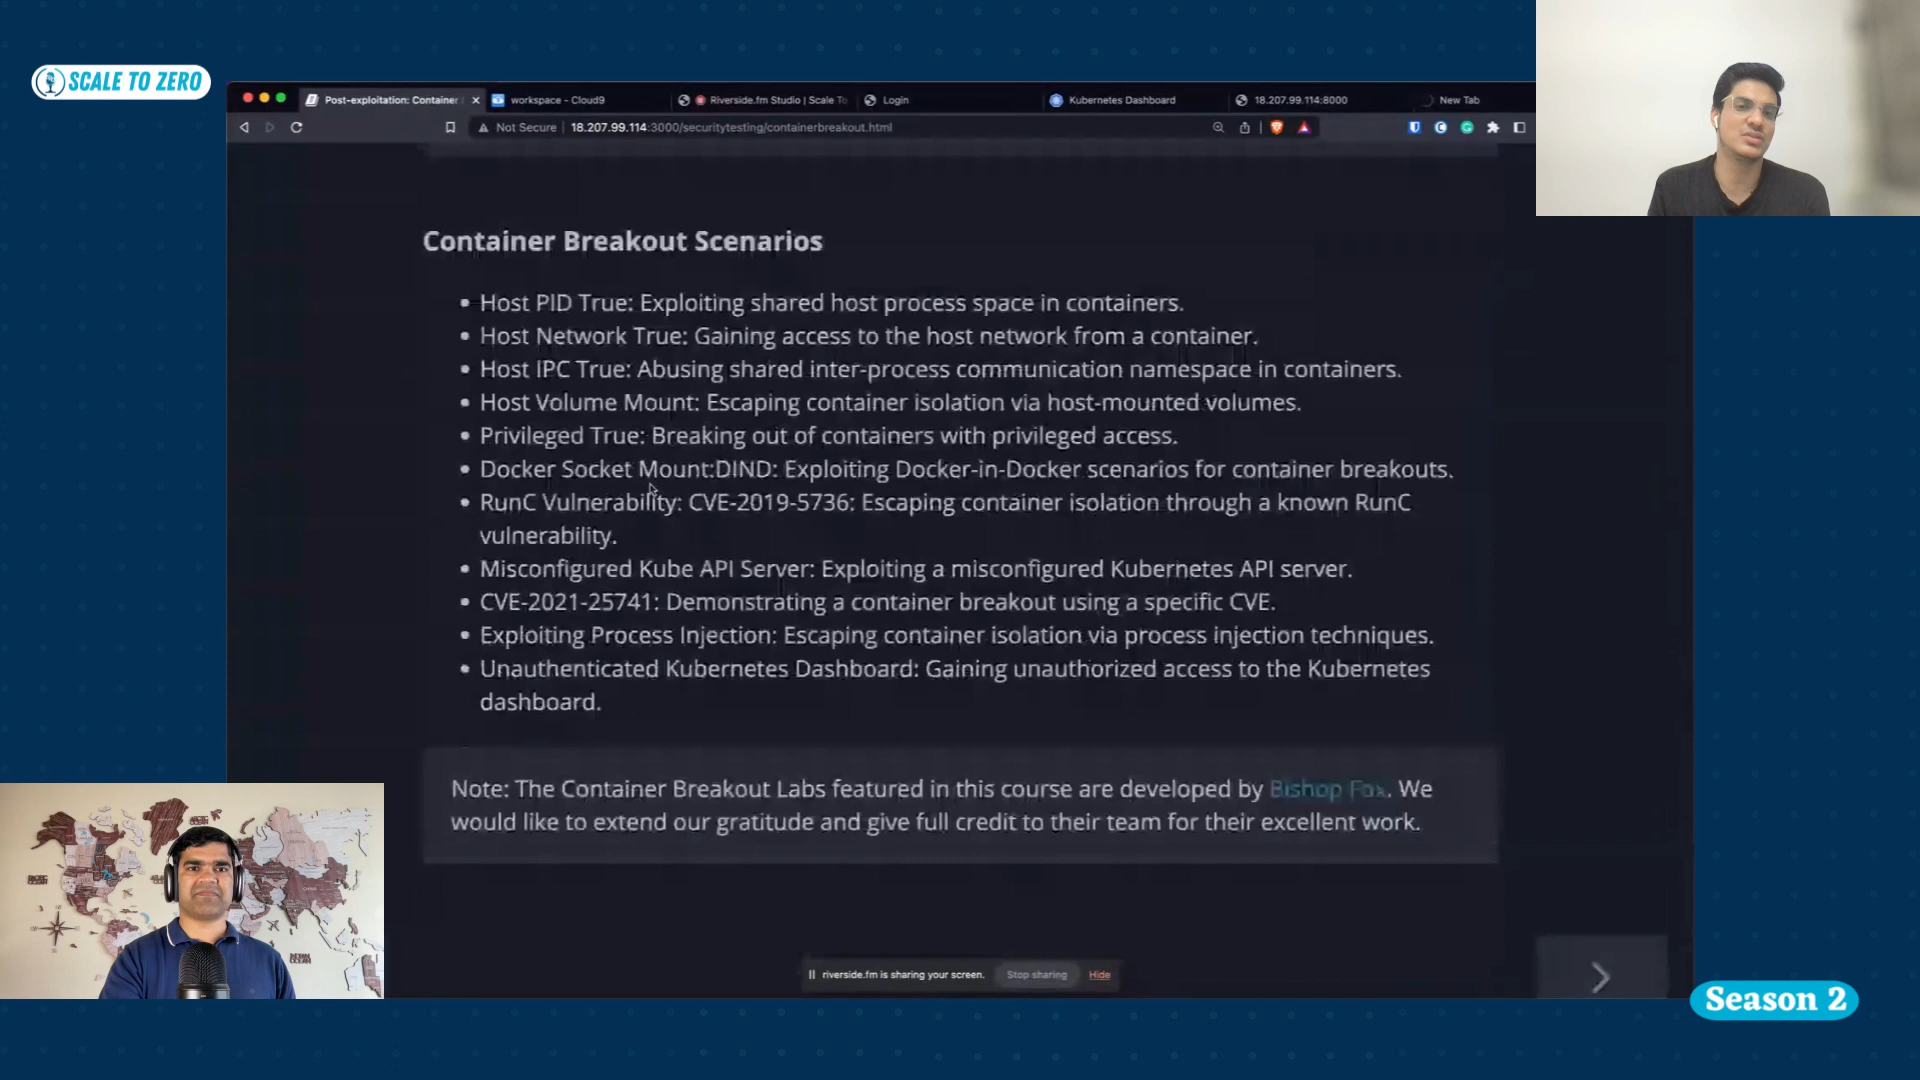 SCALE TO ZERO
Post-exploitation: Container
workspace - Cloud9
Riverside.fm Studio | Scale To
Login
Kubernetes Dashboard
18.207.99.114:8000
New Tab
Not Secure
18.207.99.114:3000/securitytesting/containerbreakout.html
Container Breakout Scenarios
• Host PID True: Exploiting shared host process space in containers.
• Host Network True: Gaining access to the host network from a container.
• Host IPC True: Abusing shared inter-process communication namespace in containers.
• Host Volume Mount: Escaping container isolation via host-mounted volumes.
• Privileged True: Breaking out of containers with privileged access.
• Docker Socket Mount:DIND: Exploiting Docker-in-Docker scenarios for container breakouts.
• RunC Vulnerability: CVE-2019-5736: Escaping container isolation through a known RunC
vulnerability.
• Misconfigured Kube API Server: Exploiting a misconfigured Kubernetes API server.
• CVE-2021-25741: Demonstrating a container breakout using a specific CVE.
• Exploiting Process Injection: Escaping container isolation via process injection techniques.
• Unauthenticated Kubernetes Dashboard: Gaining unauthorized access to the Kubernetes
dashboard.
Note: The Container Breakout Labs featured in this course are developed by Bishop Fox. We
would like to extend our gratitude and give full credit to their team for their excellent work.
riverside.fm is sharing your screen.
Stop sharing
Hide
Season 2